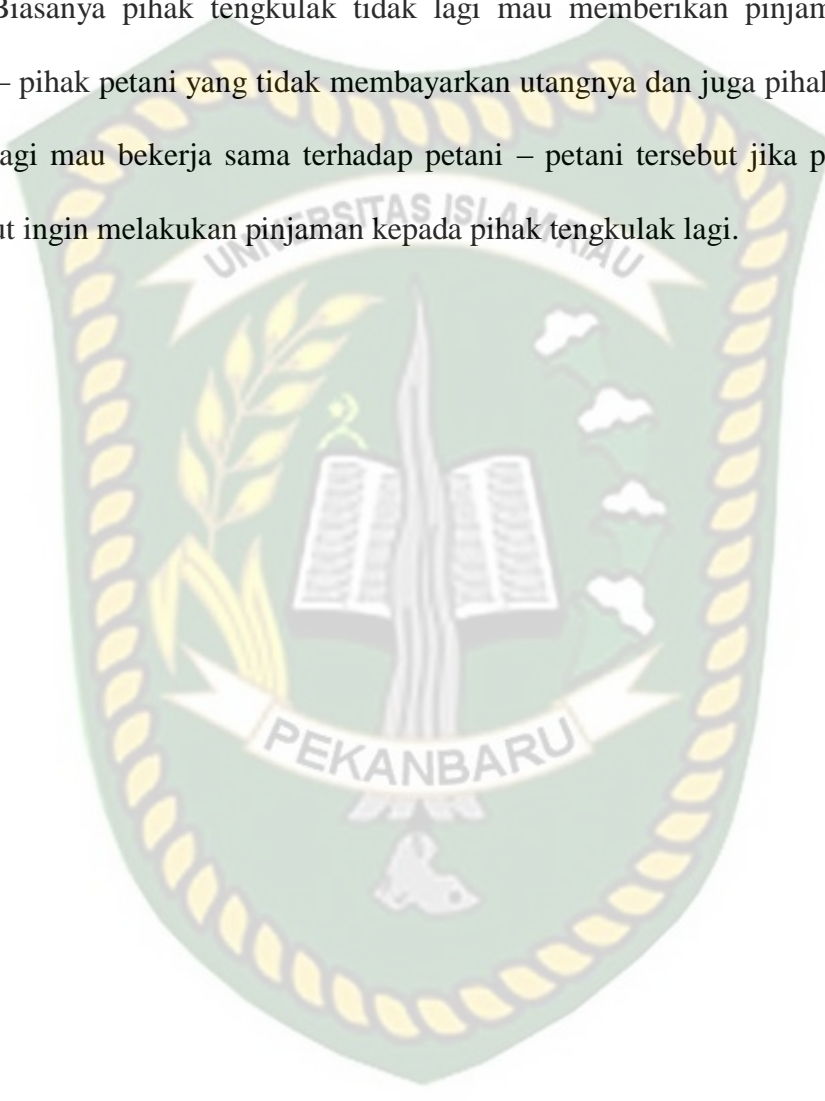 Biasanya pihak tengkulak tidak lagi mau memberikan pinjam
– pihak petani yang tidak membayarkan utangnya dan juga pihak
agi mau bekerja sama terhadap petani – petani tersebut jika p
ut ingin melakukan pinjaman kepada pihak tengkulak lagi.
UNIVERSITAS ISLAM RIAU
PEKANBARU